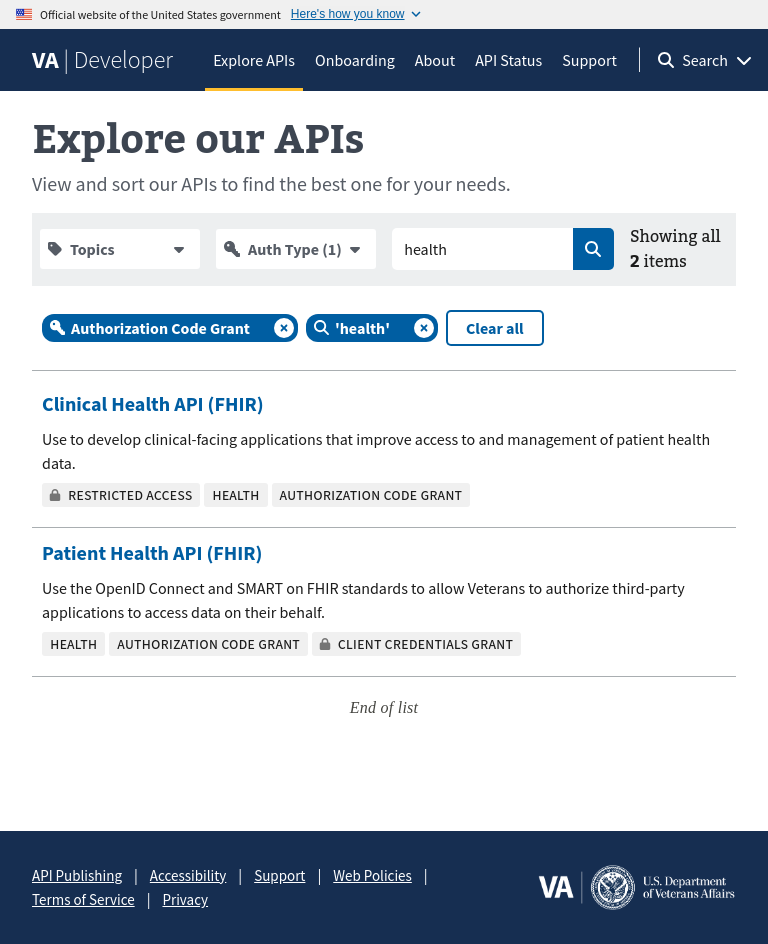 Official website of the United States government Here's how you know
VA | Developer Explore APIs Onboarding About API Status Support Search
Explore our APIs
View and sort our APIs to find the best one for your needs.
Topics Auth Type (1) health Showing all
2 items
Authorization Code Grant 'health' Clear all
Clinical Health API (FHIR)
Use to develop clinical-facing applications that improve access to and management of patient health
data.
RESTRICTED ACCESS HEALTH AUTHORIZATION CODE GRANT
Patient Health API (FHIR)
Use the OpenID Connect and SMART on FHIR standards to allow Veterans to authorize third-party
applications to access data on their behalf.
HEALTH AUTHORIZATION CODE GRANT CLIENT CREDENTIALS GRANT
End of list
API Publishing | Accessibility | Support | Web Policies |
Terms of Service | Privacy
VA | U.S. Department
of Veterans Affairs